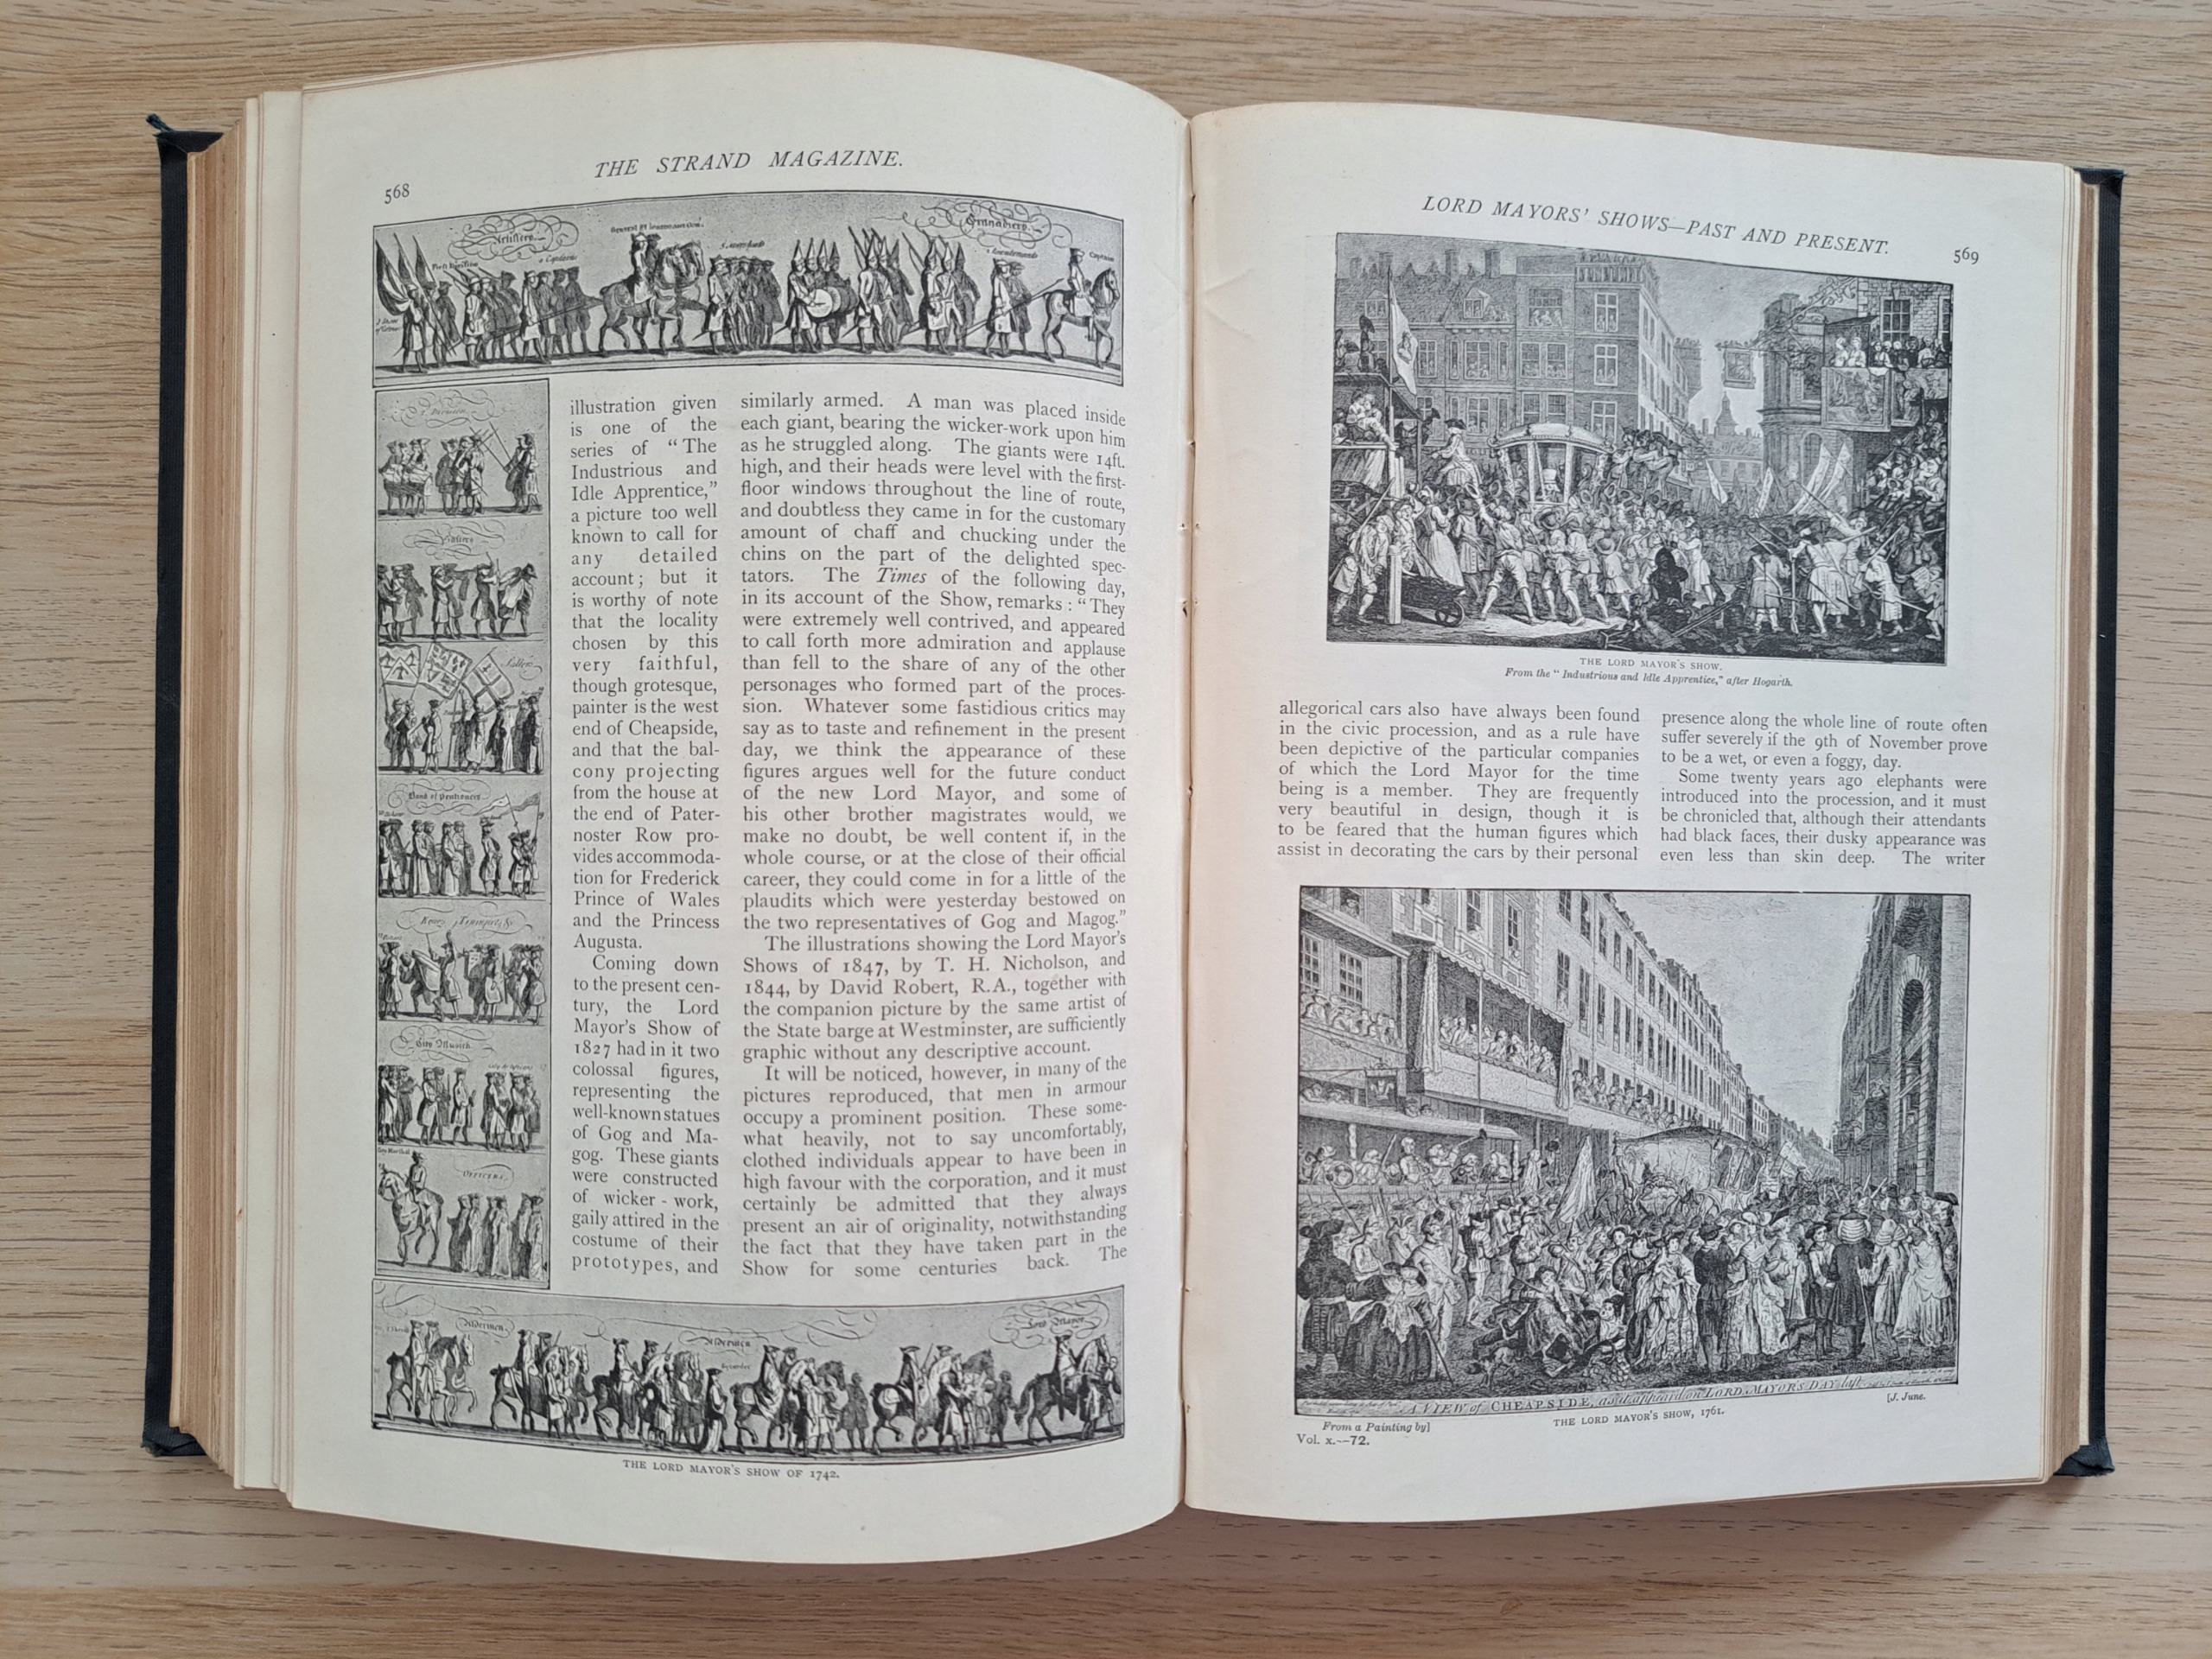 568
THE STRAND MAGAZINE.
Artillery.
4 Captains
Grenadiers.
Captain
Sutlers
Band of Pentioners
City Musick
Officers.
illustration given
is one of the
series of “The
Industrious and
Idle Apprentice,”
a picture too well
known to call for
any detailed
account; but it
is worthy of note
that the locality
chosen by this
very faithful,
though grotesque,
painter is the west
end of Cheapside,
and that the bal-
cony projecting
from the house at
the end of Pater-
noster Row pro-
vides accommoda-
tion for Frederick
Prince of Wales
and the Princess
Augusta.
Coming down
to the present cen-
tury, the Lord
Mayor's Show of
1827 had in it two
colossal figures,
representing the
well-known statues
of Gog and Ma-
gog. These giants
were constructed
of wicker-work,
gaily attired in the
costume of their
prototypes, and
similarly armed. A man was placed inside
each giant, bearing the wicker-work upon him
as he struggled along. The giants were 14ft.
high, and their heads were level with the first-
floor windows throughout the line of route,
and doubtless they came in for the customary
amount of chaff and chucking under the
chins on the part of the delighted spec-
tators. The Times of the following day,
in its account of the Show, remarks: “They
were extremely well contrived, and appeared
to call forth more admiration and applause
than fell to the share of any of the other
personages who formed part of the proces-
sion. Whatever some fastidious critics may
say as to taste and refinement in the present
day, we think the appearance of these
figures argues well for the future conduct
of the new Lord Mayor, and some of
his other brother magistrates would, we
make no doubt, be well content if, in the
whole course, or at the close of their official
career, they could come in for a little of the
plaudits which were yesterday bestowed on
the two representatives of Gog and Magog.”
The illustrations showing the Lord Mayor's
Shows of 1847, by T. H. Nicholson, and
1844, by David Robert, R.A., together with
the companion picture by the same artist of
the State barge at Westminster, are sufficiently
graphic without any descriptive account.
It will be noticed, however, in many of the
pictures reproduced, that men in armour
occupy a prominent position. These some-
what heavily, not to say uncomfortably,
clothed individuals appear to have been in
high favour with the corporation, and it must
certainly be admitted that they always
present an air of originality, notwithstanding
the fact that they have taken part in the
Show for some centuries back. The
Aldermen.
Aldermen
Lord Mayor
THE LORD MAYOR'S SHOW OF 1742.
LORD MAYORS' SHOWS—PAST AND PRESENT.
569
THE LORD MAYOR'S SHOW.
From the “Industrious and Idle Apprentice,” after Hogarth.
allegorical cars also have always been found
in the civic procession, and as a rule have
been depictive of the particular companies
of which the Lord Mayor for the time
being is a member. They are frequently
very beautiful in design, though it is
to be feared that the human figures which
assist in decorating the cars by their personal
presence along the whole line of route often
suffer severely if the 9th of November prove
to be a wet, or even a foggy, day.
Some twenty years ago elephants were
introduced into the procession, and it must
be chronicled that, although their attendants
had black faces, their dusky appearance was
even less than skin deep. The writer
A VIEW of CHEAPSIDE, as it appeard on LORD MAYOR'S DAY last
From a Painting by]
THE LORD MAYOR'S SHOW, 1761.
[J. June.
Vol. x.—72.